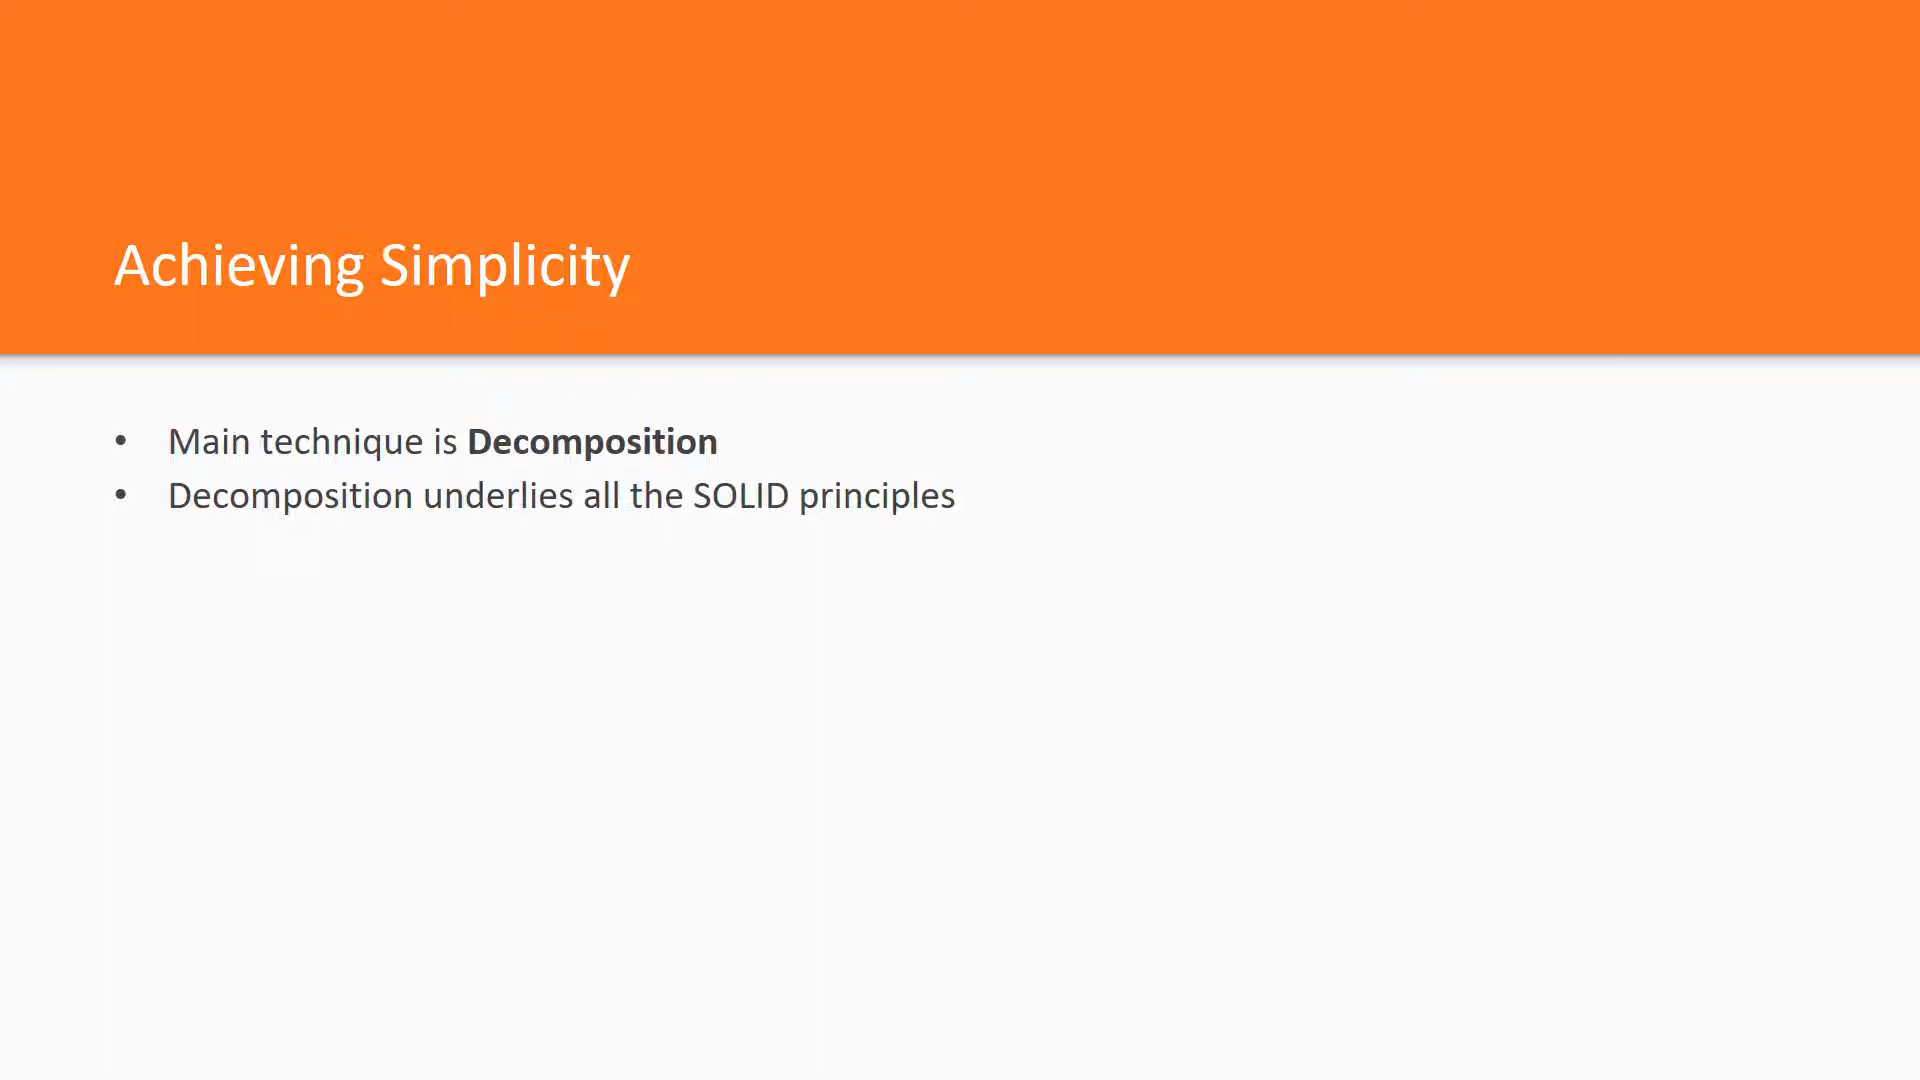 Achieving Simplicity
• Main technique is Decomposition
• Decomposition underlies all the SOLID principles